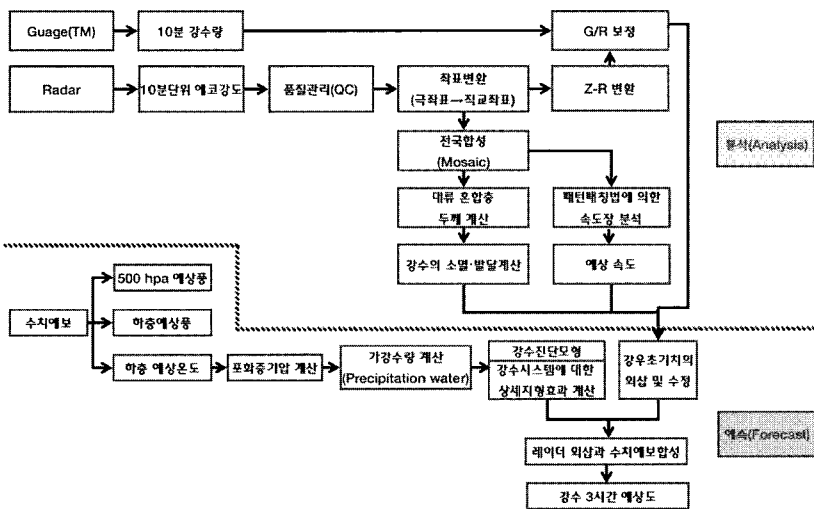 Guage(TM)
10분 강수량
G/R 보정
Radar
10분단위 에코강도
품질관리(QC)
좌표변환
(극좌표→직교좌표)
Z-R 변환
전국합성
(Mosaic)
분석(Analysis)
대류 혼합층
두께 계산
패턴매칭법에 의한
속도장 분석
강수의 소멸·발달계산
예상 속도
500 hpa 예상풍
수치예보
하층예상풍
하층 예상온도
포화증기압 계산
가강수량 계산
(Precipitation water)
강수진단모형
강수시스템에 대한
상세지형효과 계산
강우초기치의
외삽 및 수정
예측(Forecast)
레이더 외삽과 수치예보합성
강수 3시간 예상도